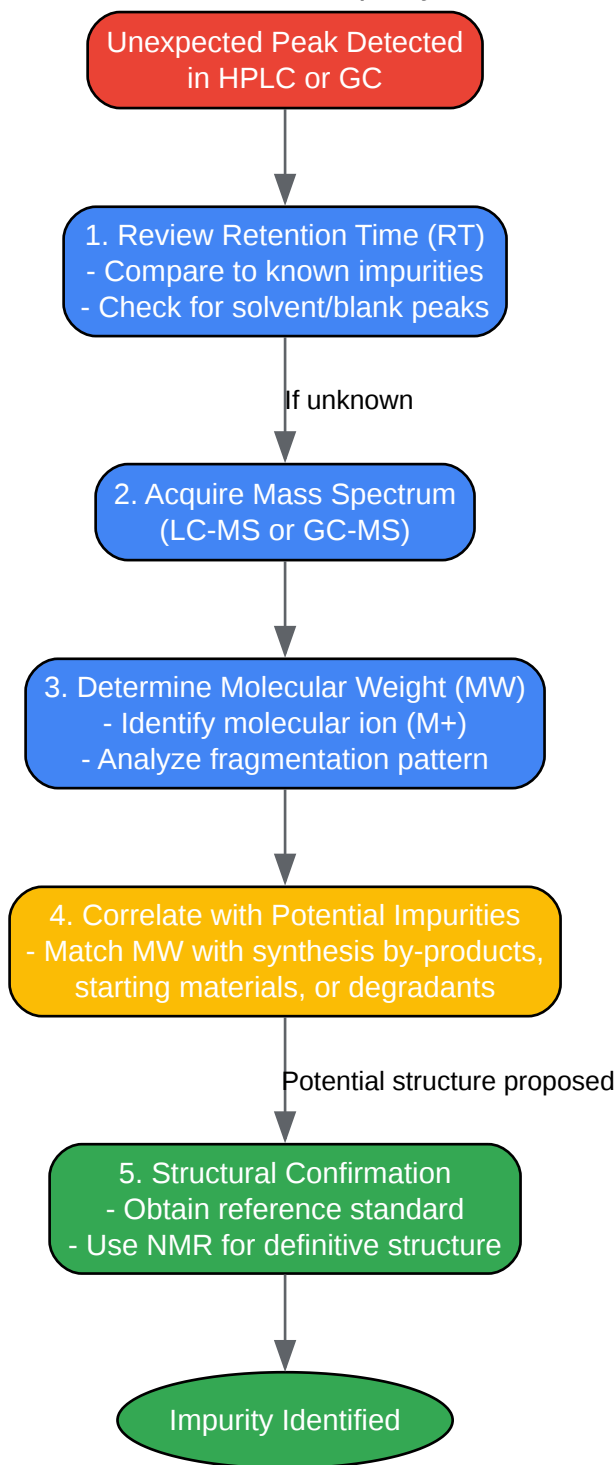 Unexpected Peak Detected
in HPLC or GC
1. Review Retention Time (RT)
- Compare to known impurities
- Check for solvent/blank peaks
If unknown
2. Acquire Mass Spectrum
(LC-MS or GC-MS)
3. Determine Molecular Weight (MW)
- Identify molecular ion (M+)
- Analyze fragmentation pattern
4. Correlate with Potential Impurities
- Match MW with synthesis by-products,
starting materials, or degradants
Potential structure proposed
5. Structural Confirmation
- Obtain reference standard
- Use NMR for definitive structure
Impurity Identified